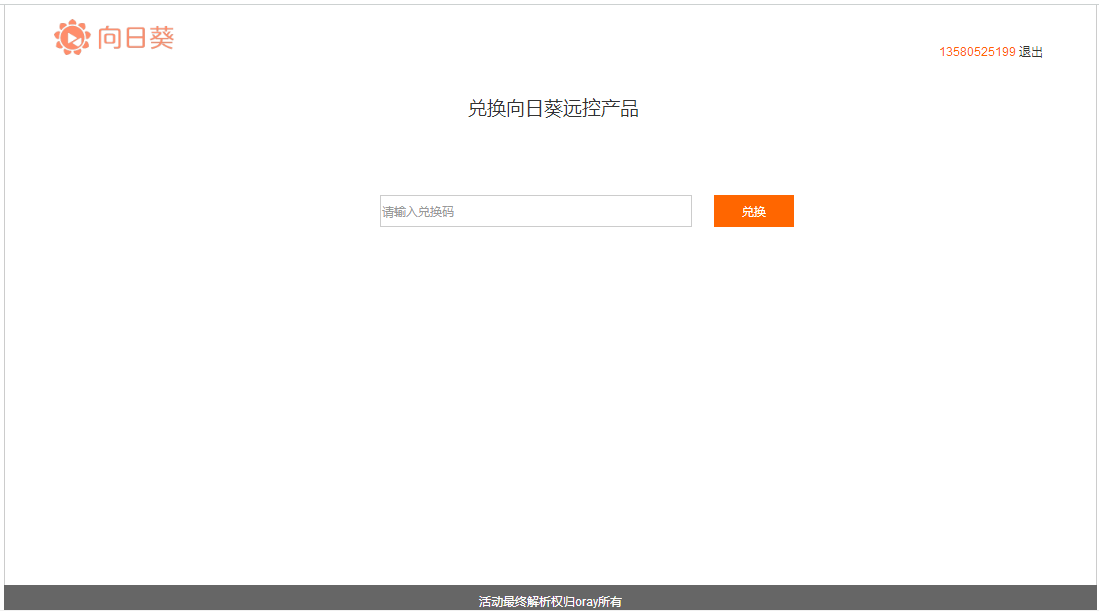 向日葵
13580525199 退出
兑换向日葵远控产品
请输入兑换码
兑换
活动最终解析权归oray所有